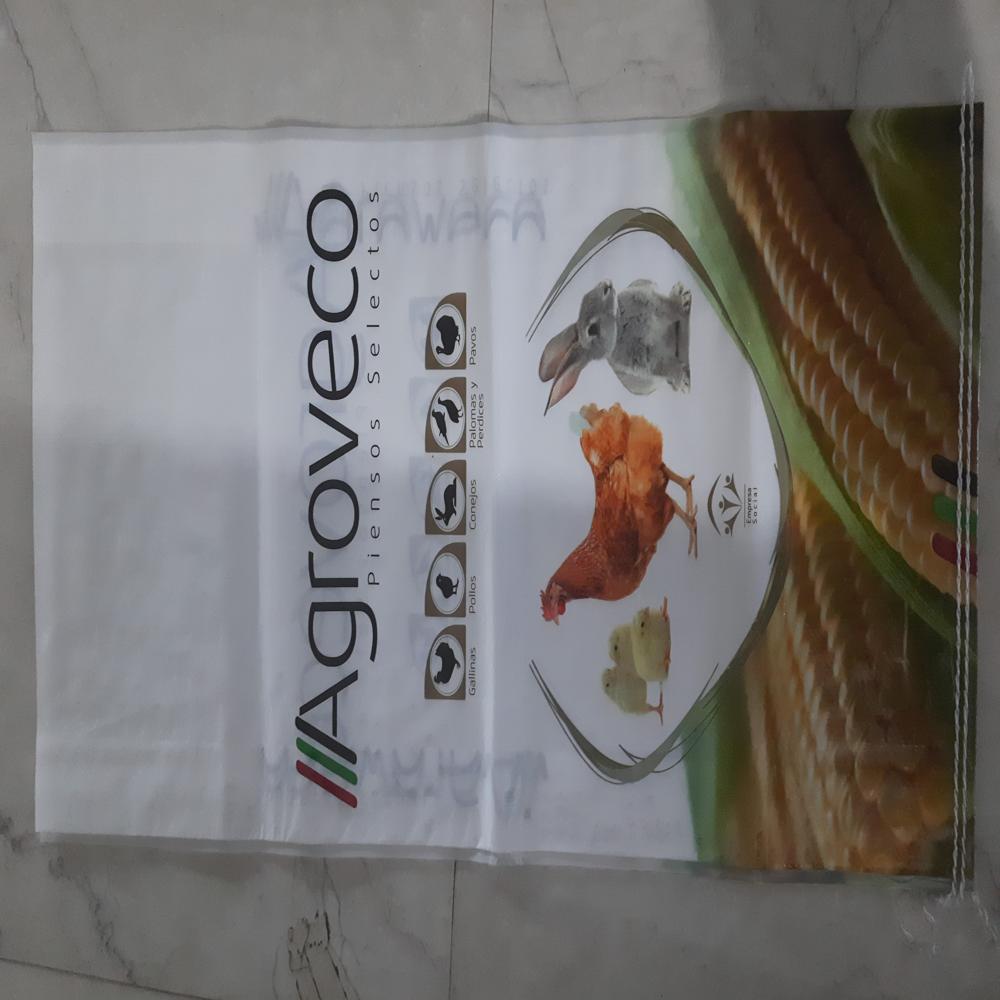 Agroveco
Piensos Selectos
Gallinas
Pollos
Conejos
Palomas y
Perdices
Pavos
Empresa
Social